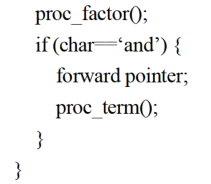 proc_factor();
if (char==‘and’) {
forward pointer;
proc_term();
}
}